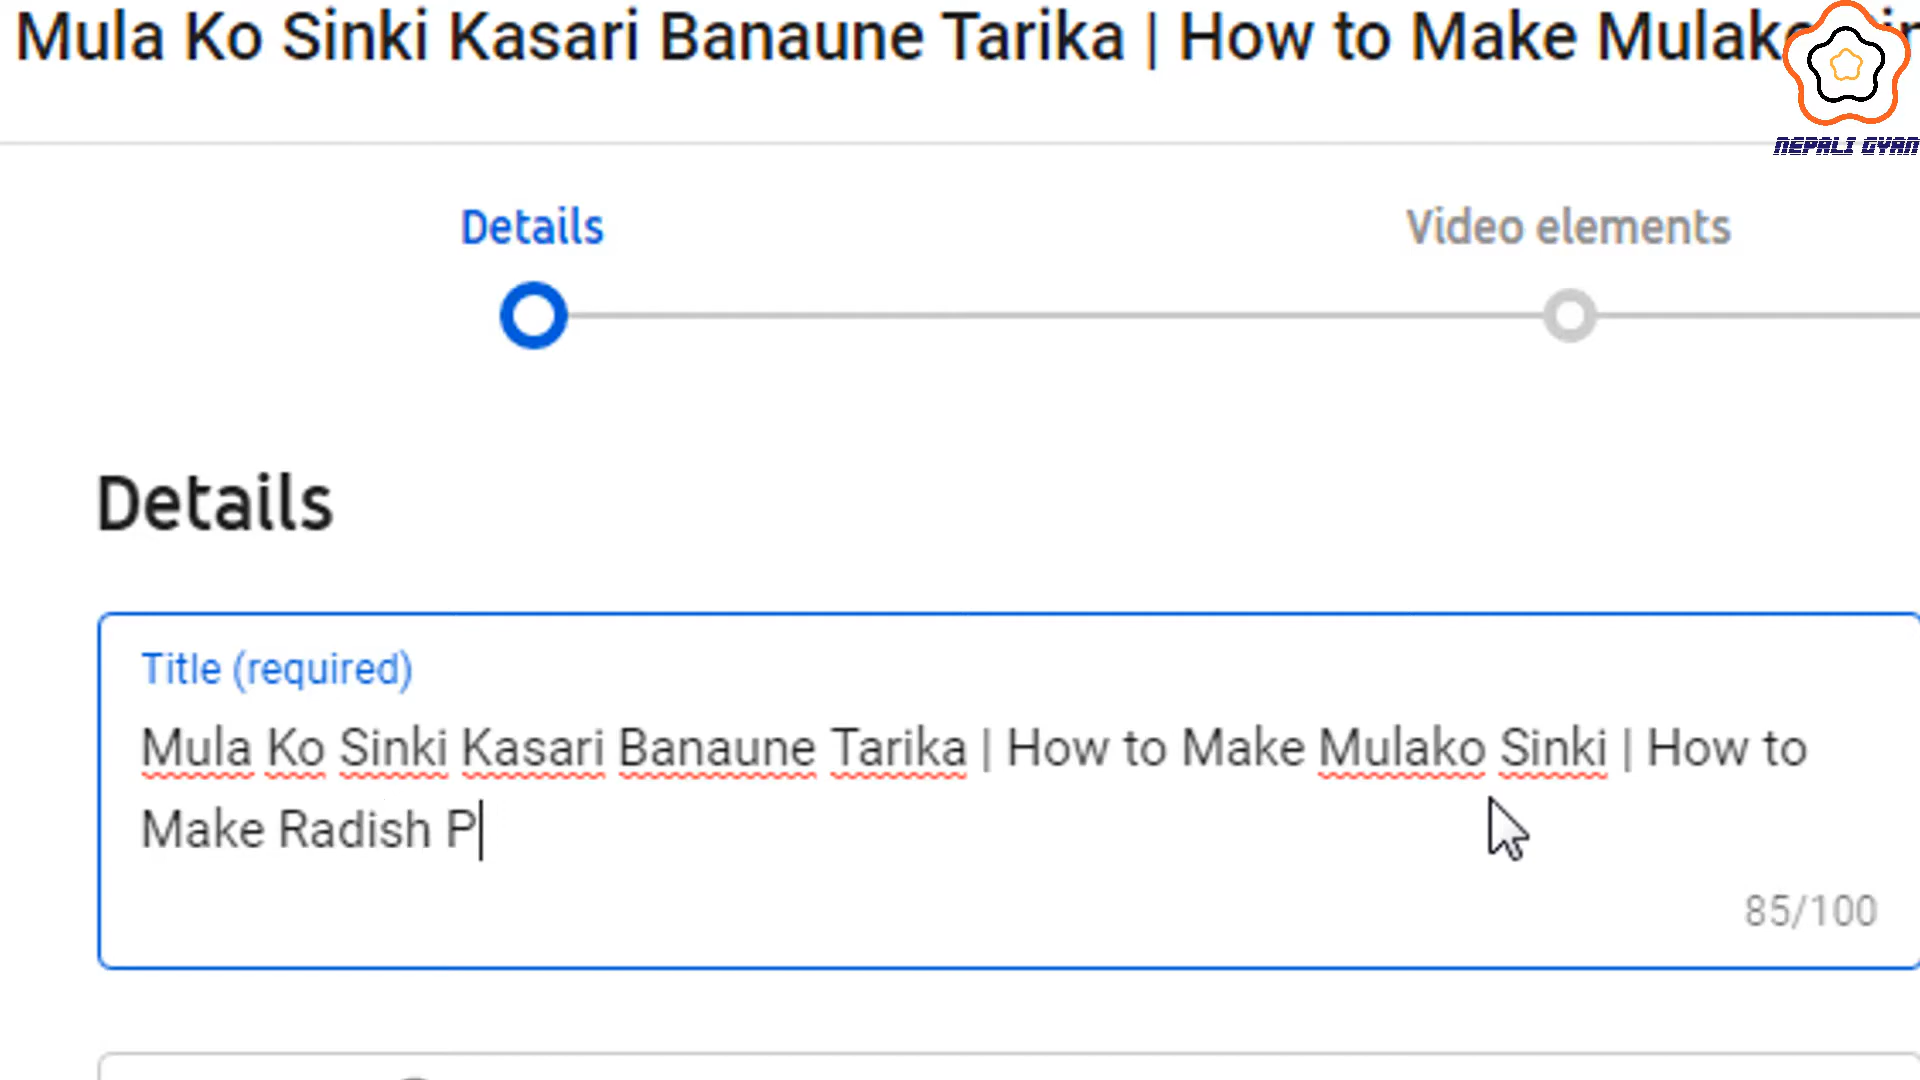 Mula Ko Sinki Kasari Banaune Tarika | How to Make Mulako
NEPALI GYAN
Details
Video elements
Details
Title (required)
Mula Ko Sinki Kasari Banaune Tarika | How to Make Mulako Sinki | How to
Make Radish P
85/100